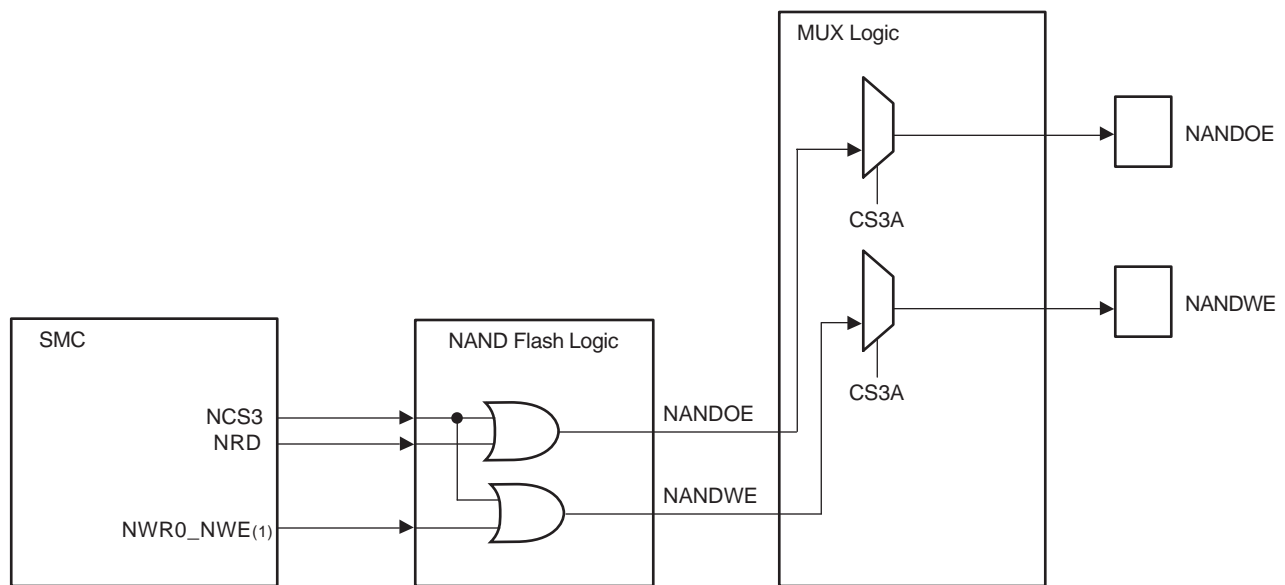 MUX Logic
NANDOE
CS3A
NANDWE
SMC
NAND Flash Logic
CS3A
NCS3
NANDOE
NRD
NANDWE
NWR0_NWE(1)